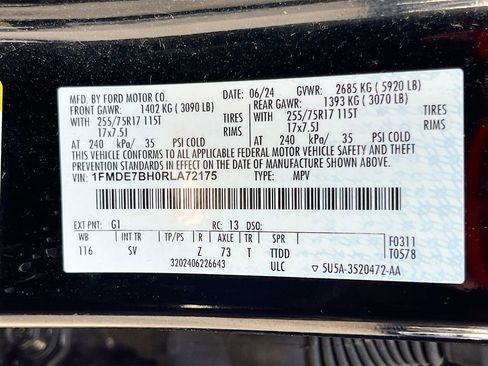 MFD. BY FORD MOTOR CO. 06/24 GVWR: 2685 KG ( 5920 LB)
FRONT GAWR: 1402 KG ( 3090 LB) REAR GAWR: 1393 KG ( 3070 LB)
WITH 255/75R17 115T TIRES WITH 255/75R17 115T TIRES
17x7.5J RIMS 17x7.5J RIMS
AT 240 kPa/ 35 PSI COLD AT 240 kPa/ 35 PSI COLD
THIS VEHICLE CONFORMS TO ALL APPLICABLE FEDERAL MOTOR VEHICLE SAFETY AND THEFT PREVENTION STANDARDS IN EFFECT ON THE DATE OF MANUFACTURE SHOWN ABOVE.
VIN: 1FMDE7BH0RLA72175 TYPE: MPV
EXT PNT: G1 RC: 13 DSO:
WB INT TR TP/PS R AXLE TR SPR F0311
116 SV Z 73 T TTDD T0578
3202406226643 ULC 5U5A-3520472-AA